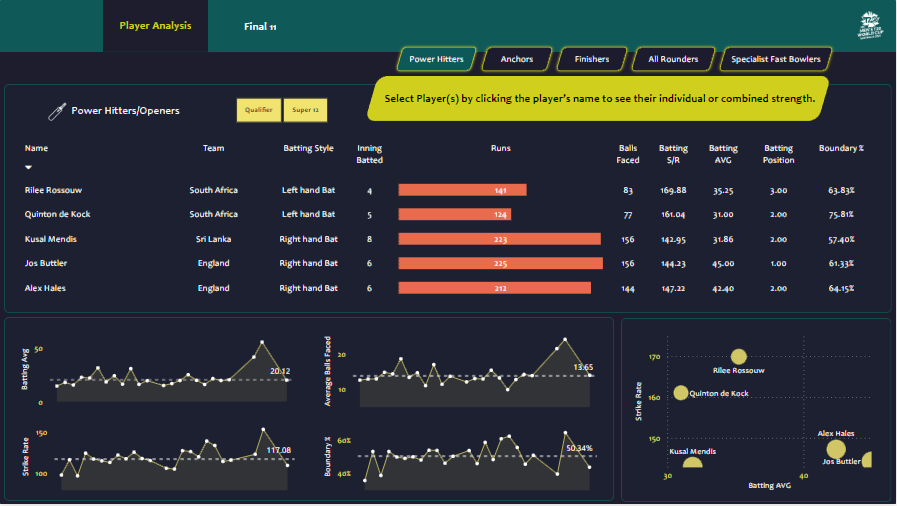 Player Analysis
Final 11
WORLD CUP
Power Hitters
Anchors
Finishers
All Rounders
Specialist Fast Bowlers
Select Player(s) by clicking the player's name to see their individual or combined strength.
Power Hitters/Openers
Qualifier
Super 12
Name Team Batting Style Inning Batted Runs Balls Faced Batting S/R Batting AVG Batting Position Boundary %
Rilee Rossouw South Africa Left hand Bat 4 141 83 169.88 35.25 3.00 63.83%
Quinton de Kock South Africa Left hand Bat 5 124 77 161.04 31.00 2.00 75.81%
Kusal Mendis Sri Lanka Right hand Bat 8 223 156 142.95 31.86 2.00 57.40%
Jos Buttler England Right hand Bat 6 225 156 144.23 45.00 1.00 61.33%
Alex Hales England Right hand Bat 6 212 144 147.22 42.40 2.00 64.15%
Batting Avg
50
0
20.12
Average Balls Faced
20
10
13.65
Strike Rate
150
100
117.08
Boundary %
60%
40%
50.34%
Strike Rate
170
160
150
Rilee Rossouw
Quinton de Kock
Alex Hales
Kusal Mendis
Jos Buttler
30
40
Batting AVG